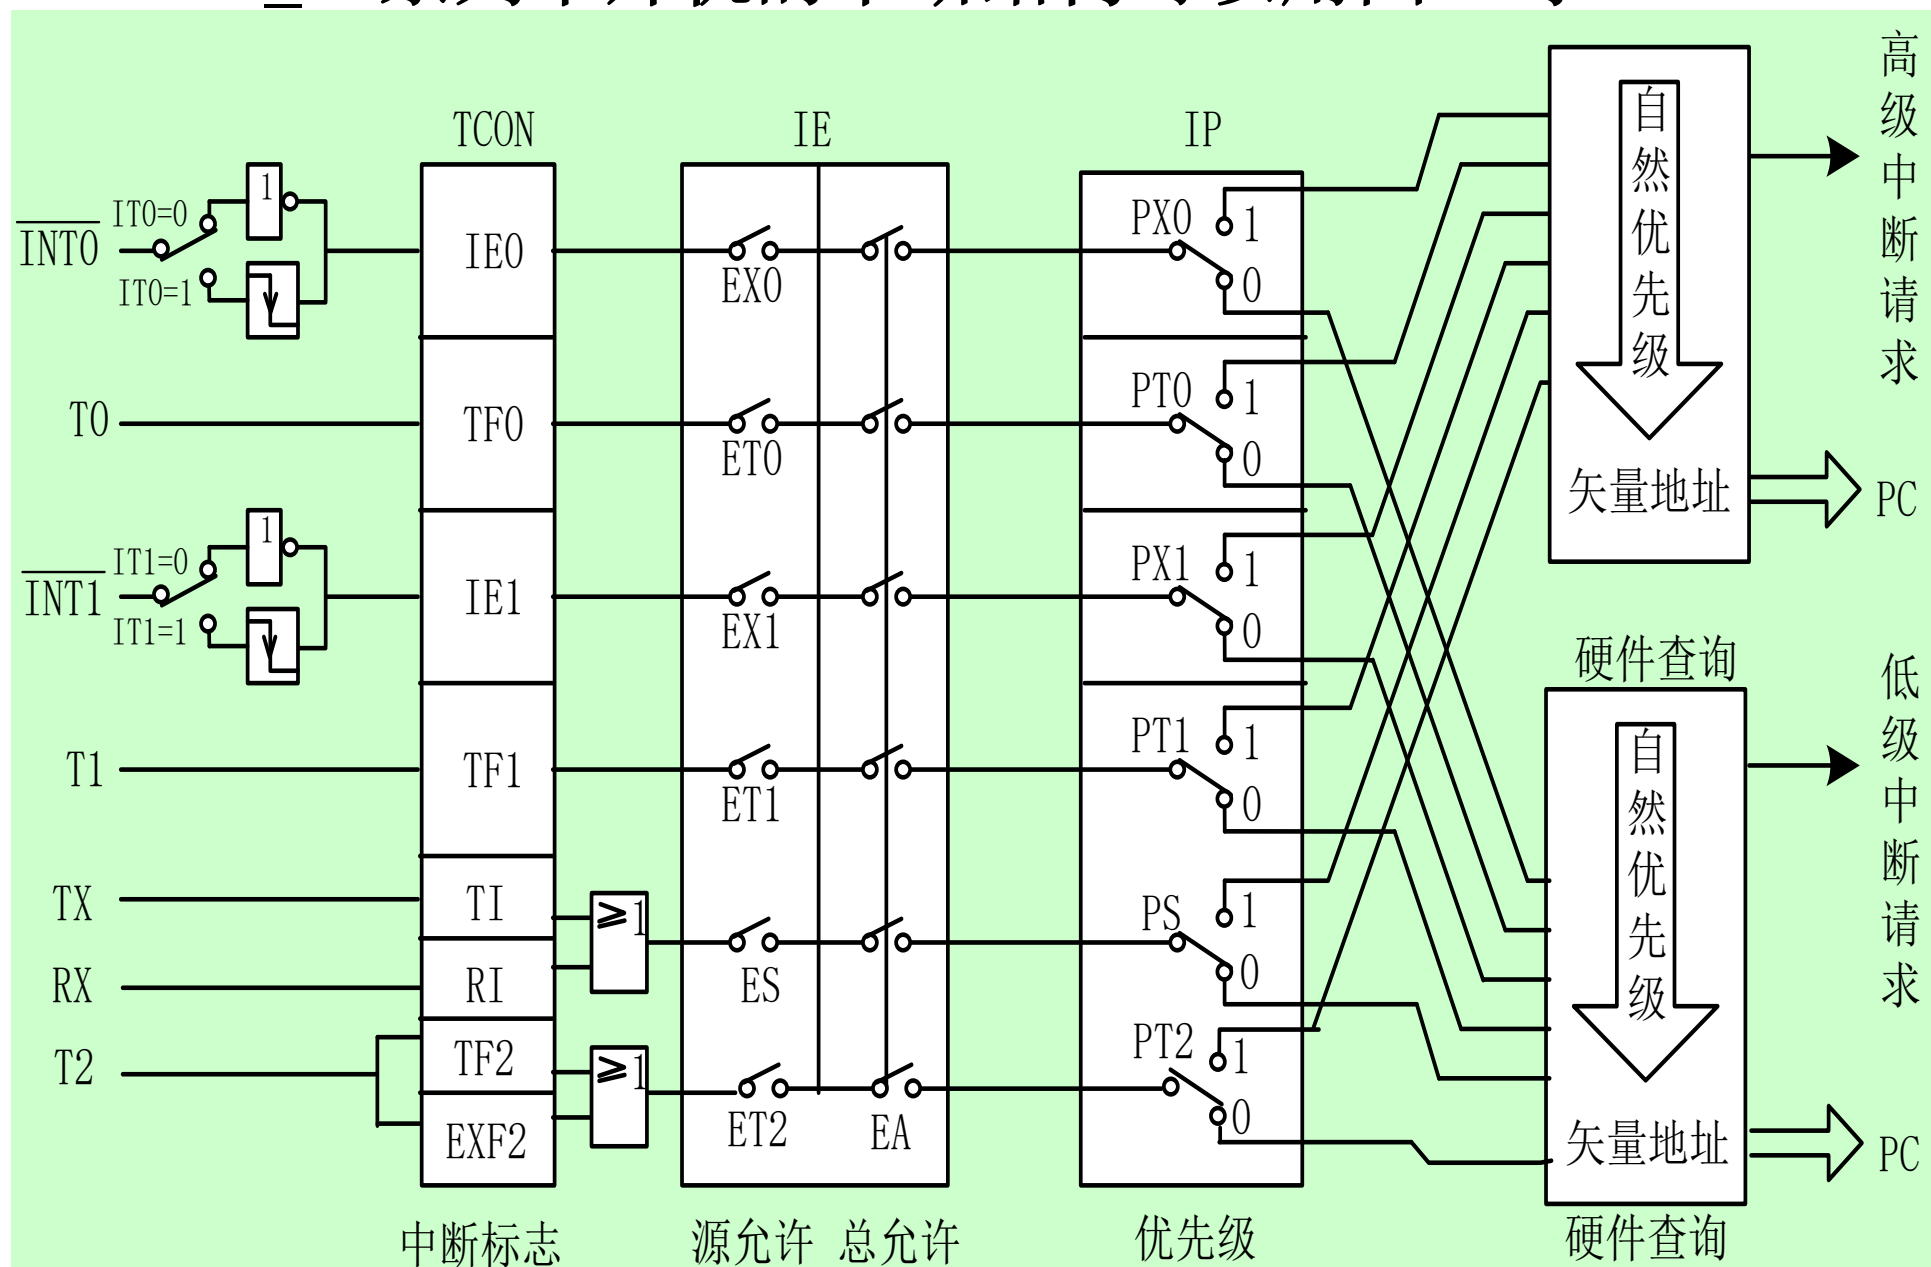 TCON
IE
IP
INT0
IT0=0
IT0=1
1
IE0
EX0
PX0
1
0
T0
TF0
ET0
PT0
1
0
INT1
IT1=0
IT1=1
1
IE1
EX1
PX1
1
0
T1
TF1
ET1
PT1
1
0
TX
TI
RX
RI
≥1
ES
PS
1
0
T2
TF2
EXF2
≥1
ET2
EA
PT2
1
0
自然优先级
矢量地址
PC
高级中断请求
硬件查询
自然优先级
矢量地址
PC
低级中断请求
中断标志
源允许
总允许
优先级
硬件查询